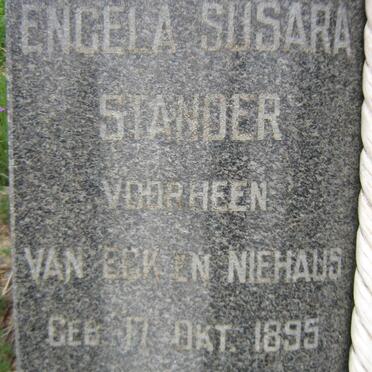 ENGELA SUSARA
STANDER
VOORHEEN
VAN ECK EN NIEHAUS
GEB. 17. OKT. 1895